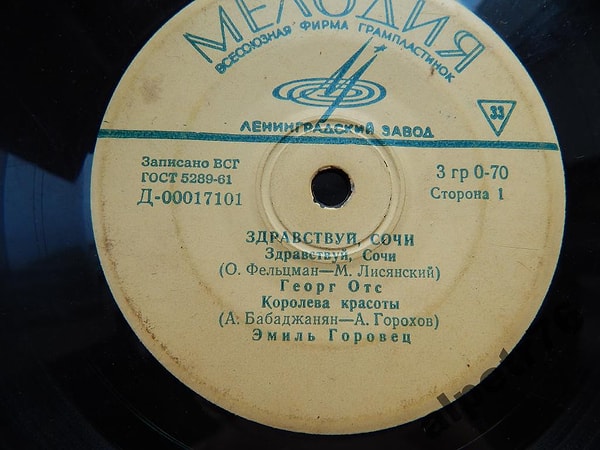 МЕЛОДИЯ
ВСЕСОЮЗНАЯ ФИРМА ГРАМПЛАСТИНОК
33
ЛЕНИНГРАДСКИЙ ЗАВОД
Записано ВСГ
ГОСТ 5289-61
Д-00017101
3 гр 0-70
Сторона 1
ЗДРАВСТВУЙ, СОЧИ
Здравствуй, Сочи
(О. Фельцман—М. Лисянский)
Георг Отс
Королева красоты
(А. Бабаджанян—А. Горохов)
Эмиль Горовец